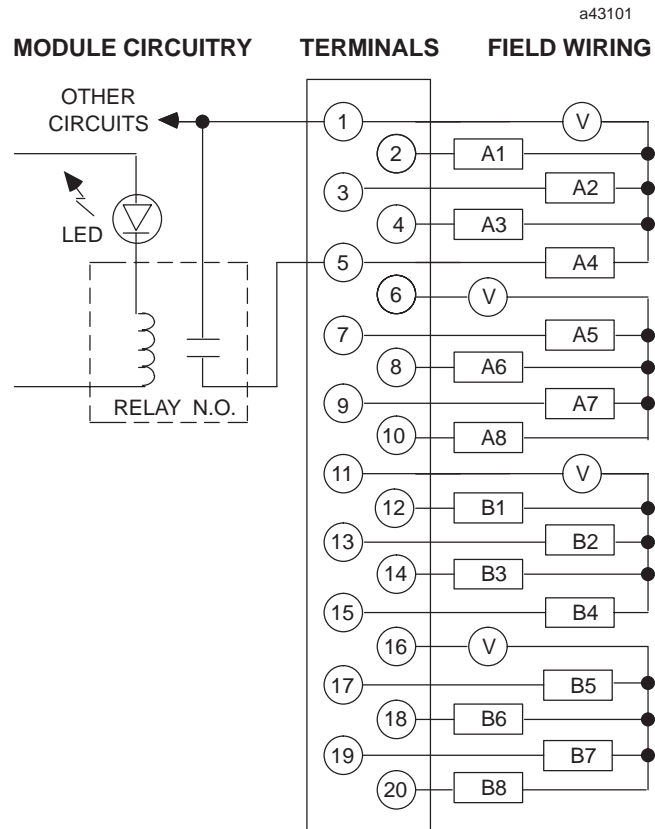 a43101
MODULE CIRCUITRY TERMINALS FIELD WIRING
OTHER
CIRCUITS
1 V
2 A1
3 A2
4 A3
LED
5 A4
6 V
7 A5
8 A6
RELAY N.O.
9 A7
10 A8
11 V
12 B1
13 B2
14 B3
15 B4
16 V
17 B5
18 B6
19 B7
20 B8